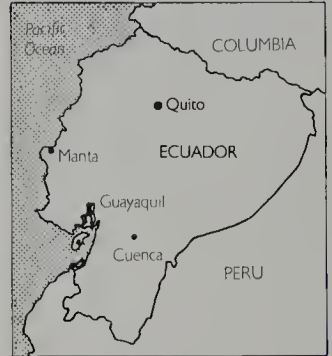 Pacific
Ocean
COLUMBIA
Quito
Manta
ECUADOR
Guayaquil
Cuenca
PERU